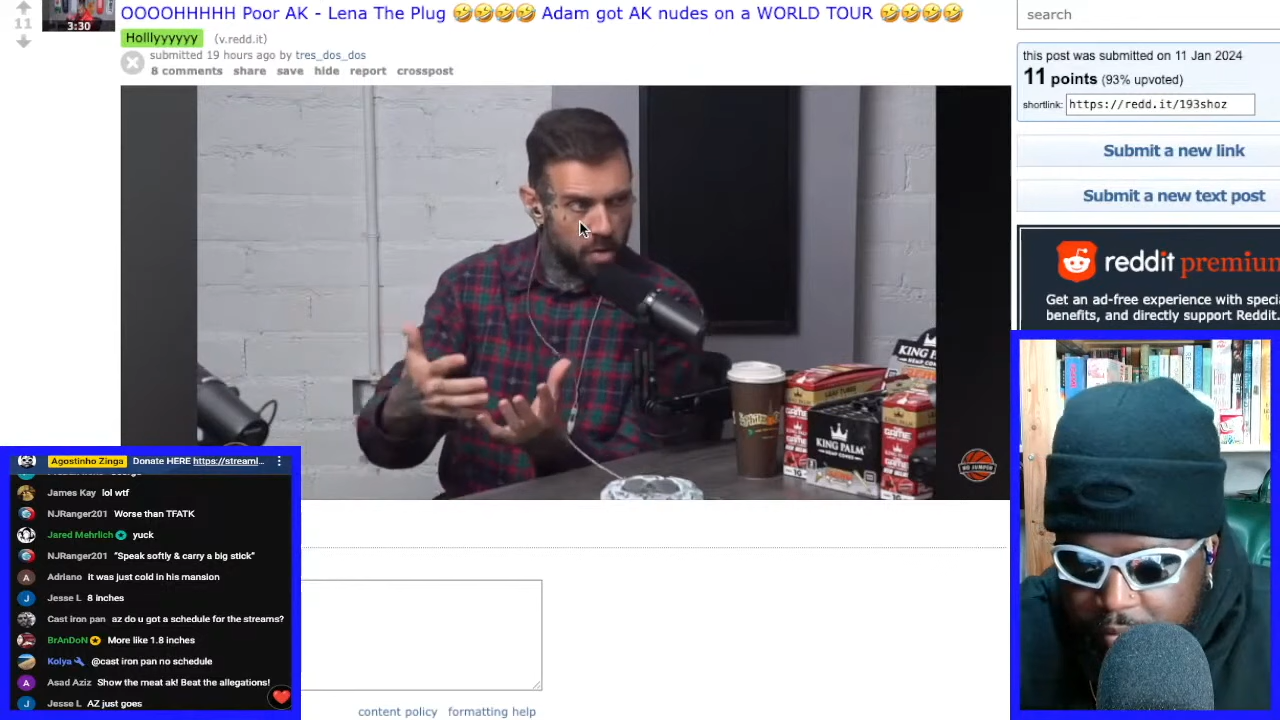 11
3:30
OOOOHHHHH Poor AK - Lena The Plug 🤣🤣🤣🤣 Adam got AK nudes on a WORLD TOUR 🤣🤣🤣🤣
Holllyyyyyy (v.redd.it)
submitted 19 hours ago by tres_dos_dos
8 comments share save hide report crosspost
search
this post was submitted on 11 Jan 2024
11 points (93% upvoted)
shortlink: https://redd.it/193shoz
Submit a new link
Submit a new text post
reddit premium
Get an ad-free experience with specia
benefits, and directly support Reddit.
KING PALM
KING PALM
NO JUMPER
Agostinho Zinga Donate HERE https://streaml...
James Kay lol wtf
NJRanger201 Worse than TFATK
Jared Mehrlich yuck
NJRanger201 “Speak softly & carry a big stick”
Adriano it was just cold in his mansion
Jesse L 8 inches
Cast iron pan az do u got a schedule for the streams?
BrAnDoN More like 1.8 inches
Kolya @cast iron pan no schedule
Asad Aziz Show the meat ak! Beat the allegations!
Jesse L AZ just goes
content policy formatting help